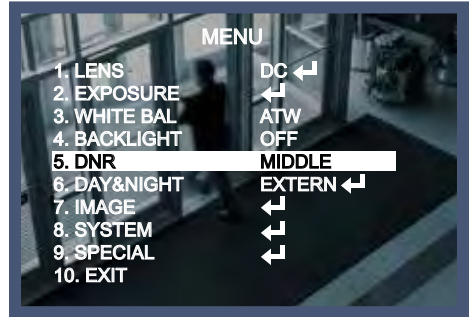 MENU
1. LENS DC ↵
2. EXPOSURE ↵
3. WHITE BAL ATW
4. BACKLIGHT OFF
5. DNR MIDDLE
6. DAY&NIGHT EXTERN ↵
7. IMAGE ↵
8. SYSTEM ↵
9. SPECIAL ↵
10. EXIT